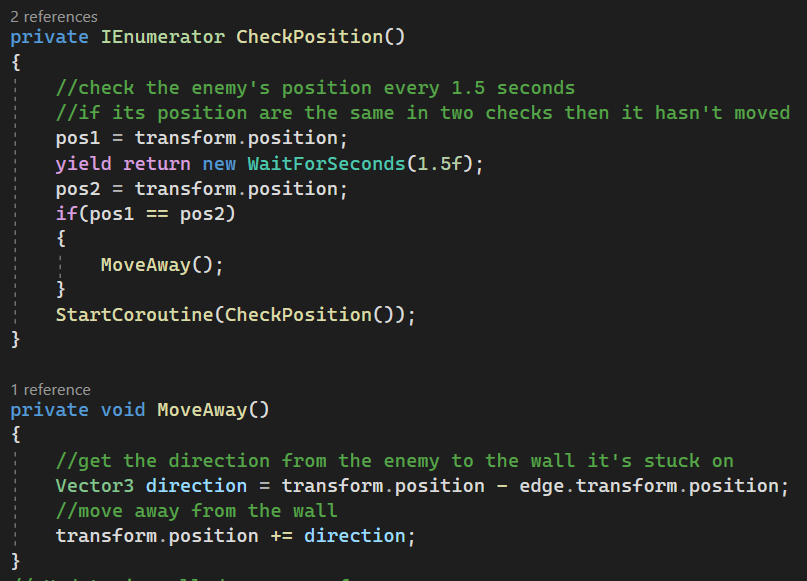 2 references
private IEnumerator CheckPosition()
{
//check the enemy's position every 1.5 seconds
//if its position are the same in two checks then it hasn't moved
pos1 = transform.position;
yield return new WaitForSeconds(1.5f);
pos2 = transform.position;
if(pos1 == pos2)
{
MoveAway();
}
StartCoroutine(CheckPosition());
}
1 reference
private void MoveAway()
{
//get the direction from the enemy to the wall it's stuck on
Vector3 direction = transform.position - edge.transform.position;
//move away from the wall
transform.position += direction;
}